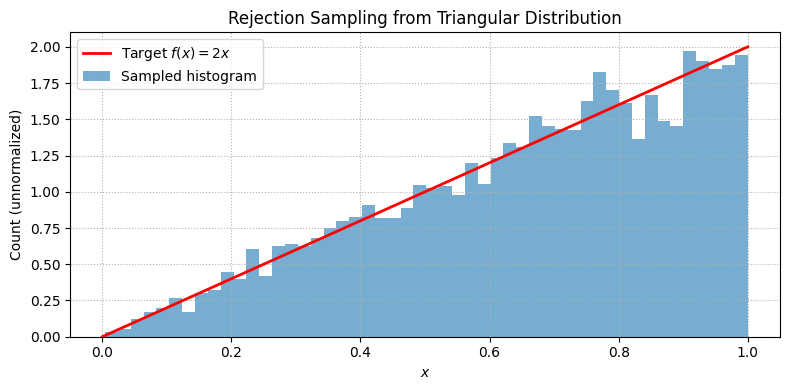 Rejection Sampling from Triangular Distribution
Target f(x) = 2x
Sampled histogram
Count (unnormalized)
2.00
1.75
1.50
1.25
1.00
0.75
0.50
0.25
0.00
0.0 0.2 0.4 0.6 0.8 1.0
x